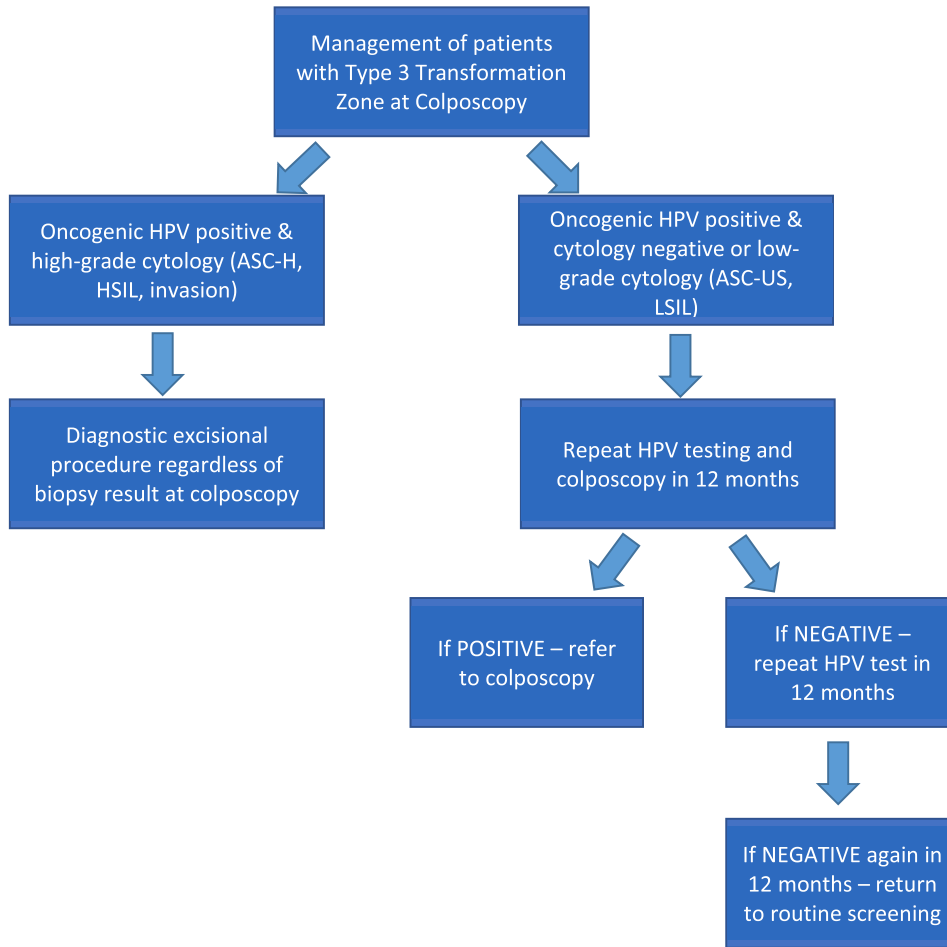 Management of patients
with Type 3 Transformation
Zone at Colposcopy
Oncogenic HPV positive &
high-grade cytology (ASC-H,
HSIL, invasion)
Oncogenic HPV positive &
cytology negative or low-
grade cytology (ASC-US,
LSIL)
Diagnostic excisional
procedure regardless of
biopsy result at colposcopy
Repeat HPV testing and
colposcopy in 12 months
If POSITIVE – refer
to colposcopy
If NEGATIVE –
repeat HPV test in
12 months
If NEGATIVE again in
12 months – return
to routine screening